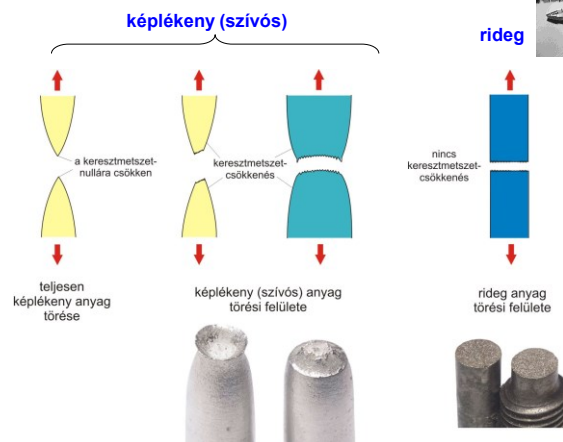 képlékeny (szívós)
rideg
a keresztmetszet-
nullára csökken
keresztmetszet-
csökkenés
nincs
keresztmetszet-
csökkenés
teljesen
képlékeny anyag
törése
képlékeny (szívós) anyag
törési felülete
rideg anyag
törési felülete